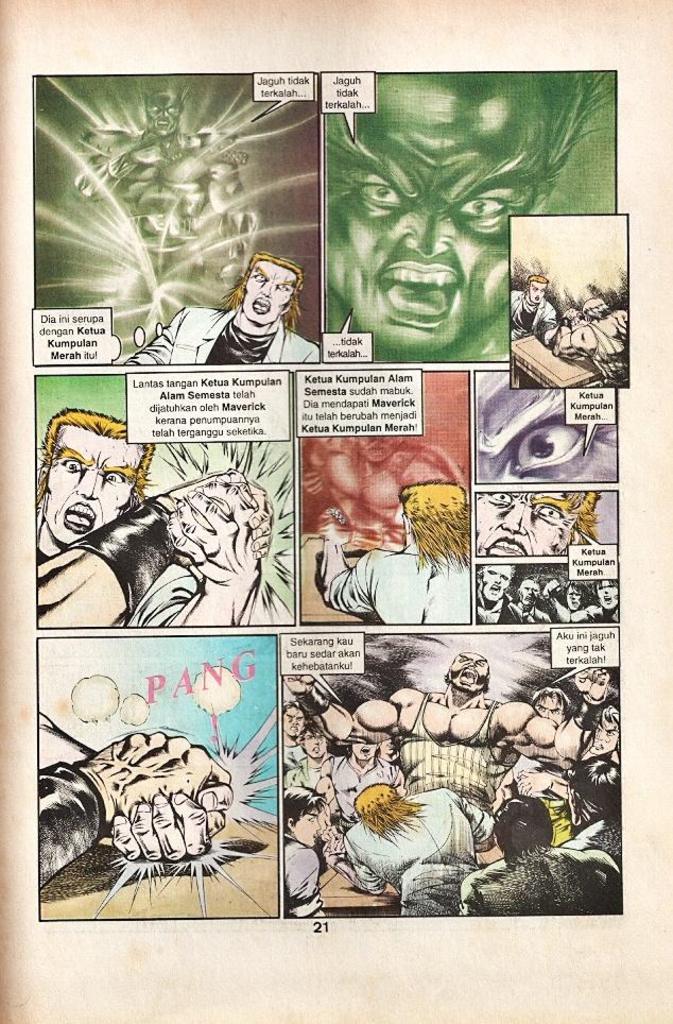 Jaguh tidak
terkalah...
Jaguh
tidak
terkalah...
Dia ini serupa
dengan Ketua
Kumpulan
Merah itu!
...tidak
terkalah...
Lantas tangan Ketua Kumpulan
Alam Semesta telah
dijatuhkan oleh Maverick
kerana penumpuannya
telah terganggu seketika.
Ketua Kumpulan Alam
Semesta sudah mabuk.
Dia mendapati Maverick
itu telah berubah menjadi
Ketua Kumpulan Merah!
Ketua
Kumpulan
Merah...
Ketua
Kumpulan
Merah.
PANG
!
Sekarang kau
baru sedar akan
kehebatanku!
Aku ini jaguh
yang tak
terkalah!
21